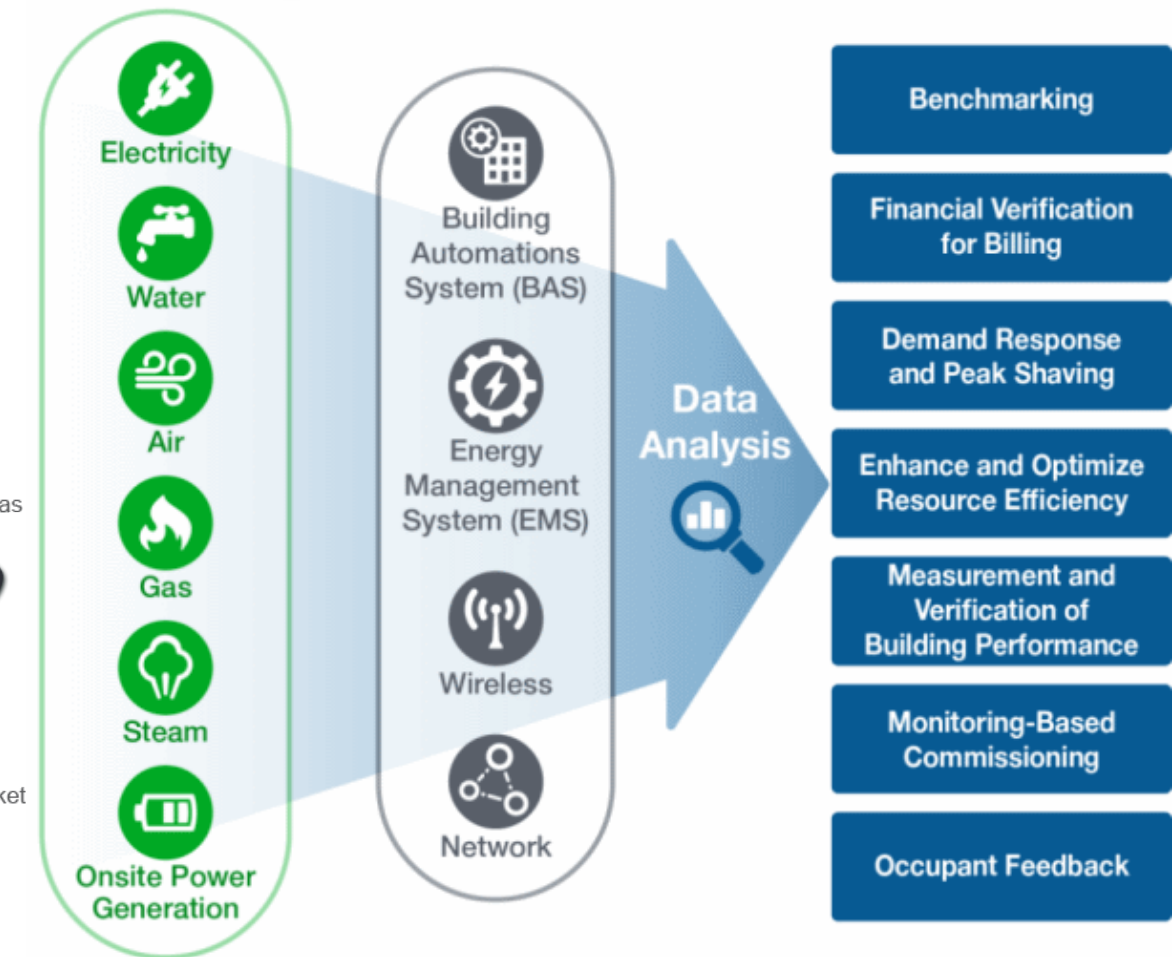 Electricity
Water
Air
Gas
Steam
Onsite Power
Generation
Building
Automations
System (BAS)
Energy
Management
System (EMS)
Wireless
Network
Data
Analysis
Benchmarking
Financial Verification
for Billing
Demand Response
and Peak Shaving
Enhance and Optimize
Resource Efficiency
Measurement and
Verification of
Building Performance
Monitoring-Based
Commissioning
Occupant Feedback